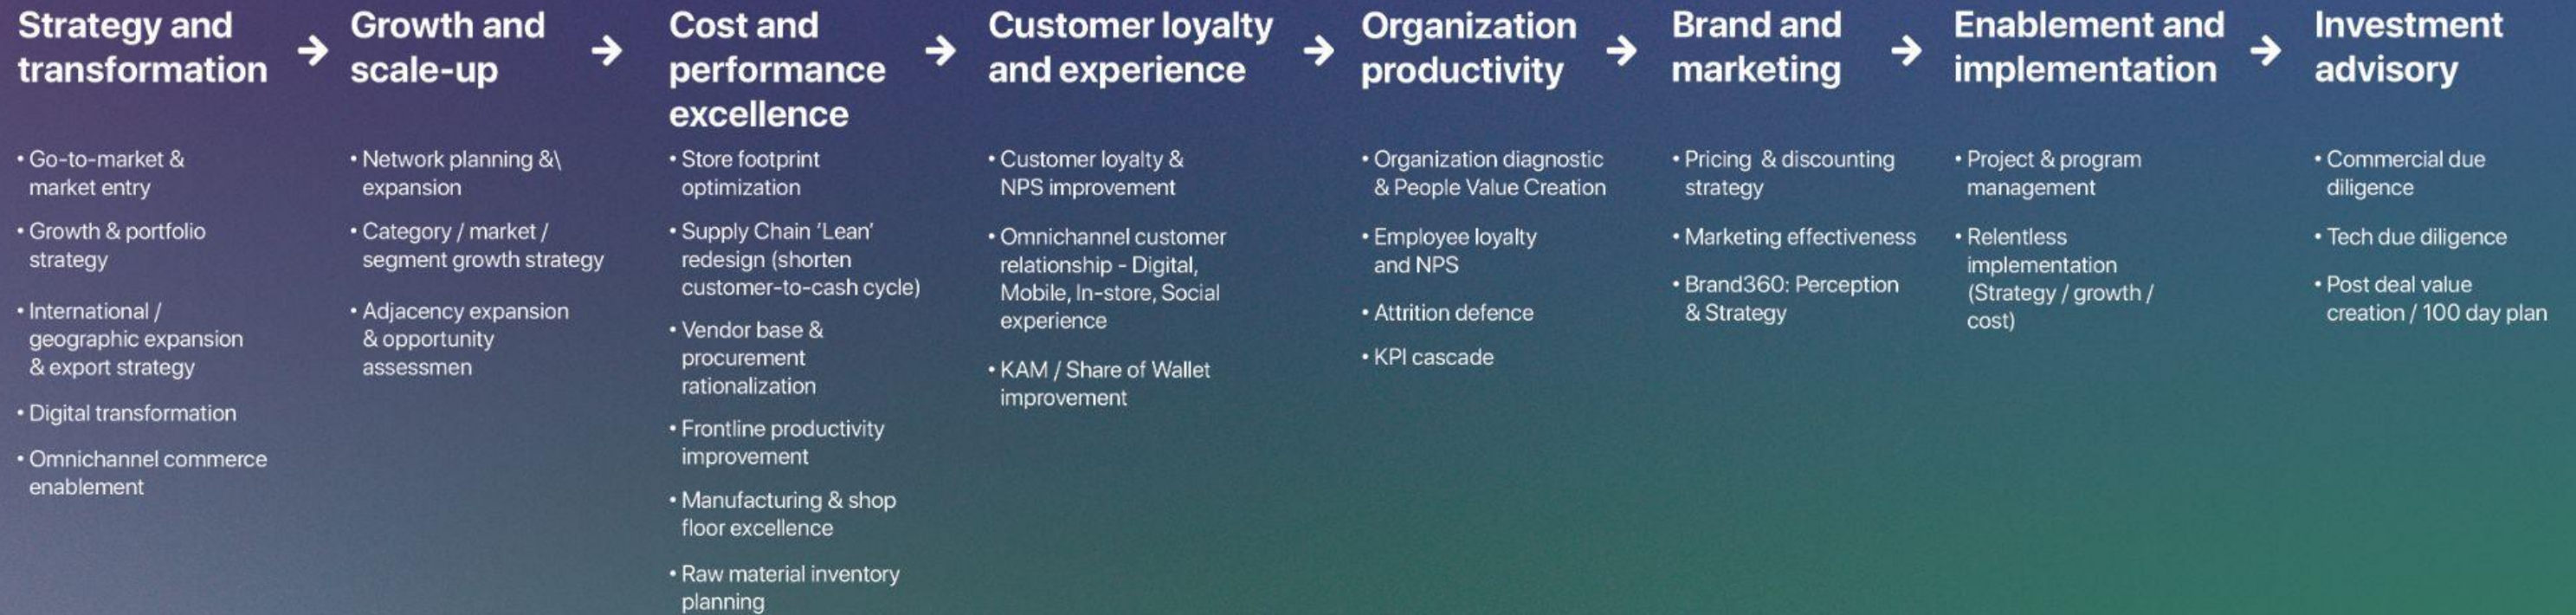 Strategy and
transformation
• Go-to-market &
market entry
• Growth & portfolio
strategy
• International /
geographic expansion
& export strategy
• Digital transformation
• Omnichannel commerce
enablement
→
Growth and
scale-up
• Network planning &\
expansion
• Category / market /
segment growth strategy
• Adjacency expansion
& opportunity
assessmen
→
Cost and
performance
excellence
• Store footprint
optimization
• Supply Chain ‘Lean’
redesign (shorten
customer-to-cash cycle)
• Vendor base &
procurement
rationalization
• Frontline productivity
improvement
• Manufacturing & shop
floor excellence
• Raw material inventory
planning
→
Customer loyalty
and experience
• Customer loyalty &
NPS improvement
• Omnichannel customer
relationship - Digital,
Mobile, In-store, Social
experience
• KAM / Share of Wallet
improvement
→
Organization
productivity
• Organization diagnostic
& People Value Creation
• Employee loyalty
and NPS
• Attrition defence
• KPI cascade
→
Brand and
marketing
• Pricing & discounting
strategy
• Marketing effectiveness
• Brand360: Perception
& Strategy
→
Enablement and
implementation
• Project & program
management
• Relentless
implementation
(Strategy / growth /
cost)
→
Investment
advisory
• Commercial due
diligence
• Tech due diligence
• Post deal value
creation / 100 day plan